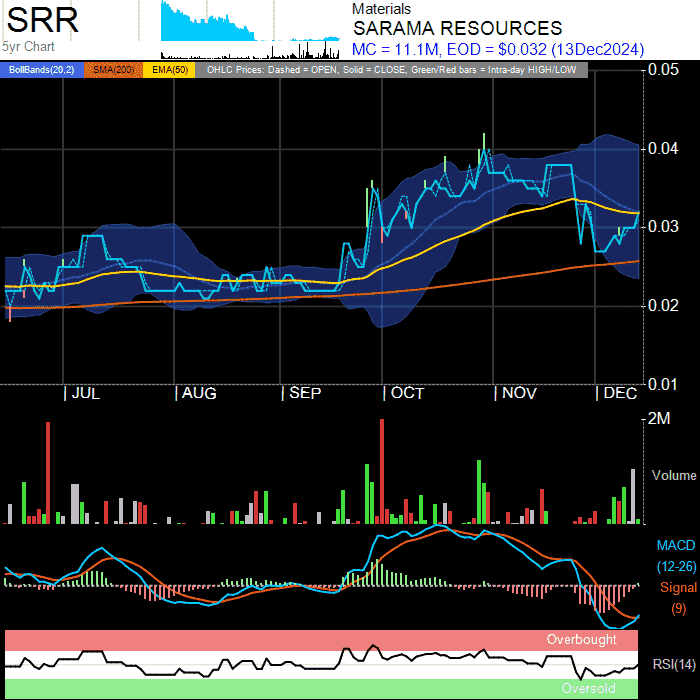 SRR
5yr Chart
Materials
SARAMA RESOURCES
MC = 11.1M, EOD = $0.032 (13Dec2024)
BollBands(20,2) SMA(200) EMA(50) OHLC Prices: Dashed = OPEN, Solid = CLOSE, Green/Red bars = Intra-day HIGH/LOW
0.05
0.04
0.03
0.02
0.01
| JUL | AUG | SEP | OCT | NOV | DEC
2M
Volume
MACD
(12-26)
Signal
(9)
Overbought
RSI(14)
Oversold